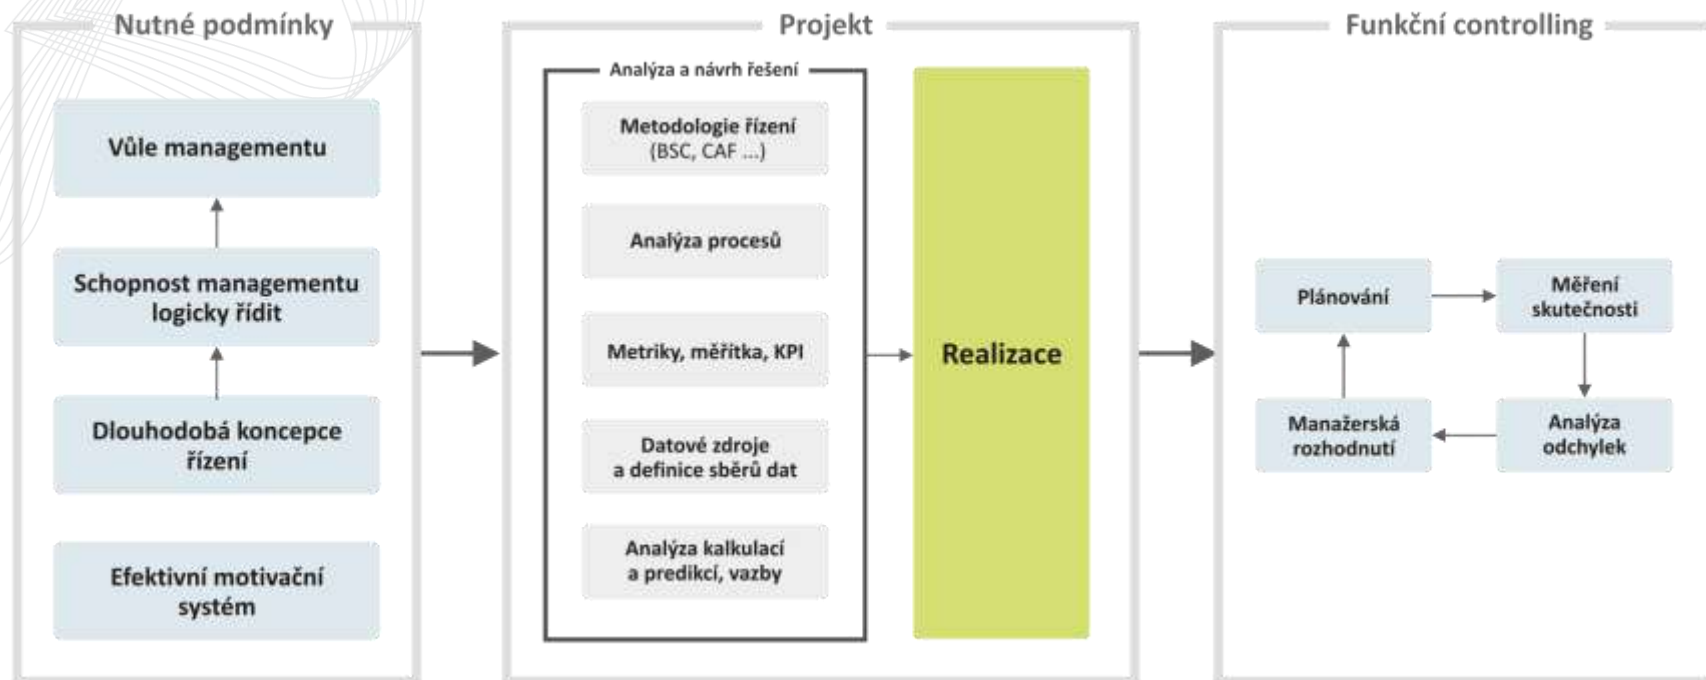 Nutné podmínky
Vůle managementu
Schopnost managementu
logicky řídit
Dlouhodobá koncepce
řízení
Efektivní motivační
systém
Projekt
Analýza a návrh řešení
Metodologie řízení
(BSC, CAF ...)
Analýza procesů
Metriky, měřítka, KPI
Datové zdroje
a definice sběrů dat
Analýza kalkulací
a predikcí, vazby
Realizace
Funkční controlling
Plánování
Měření
skutečnosti
Manažerská
rozhodnutí
Analýza
odchylek